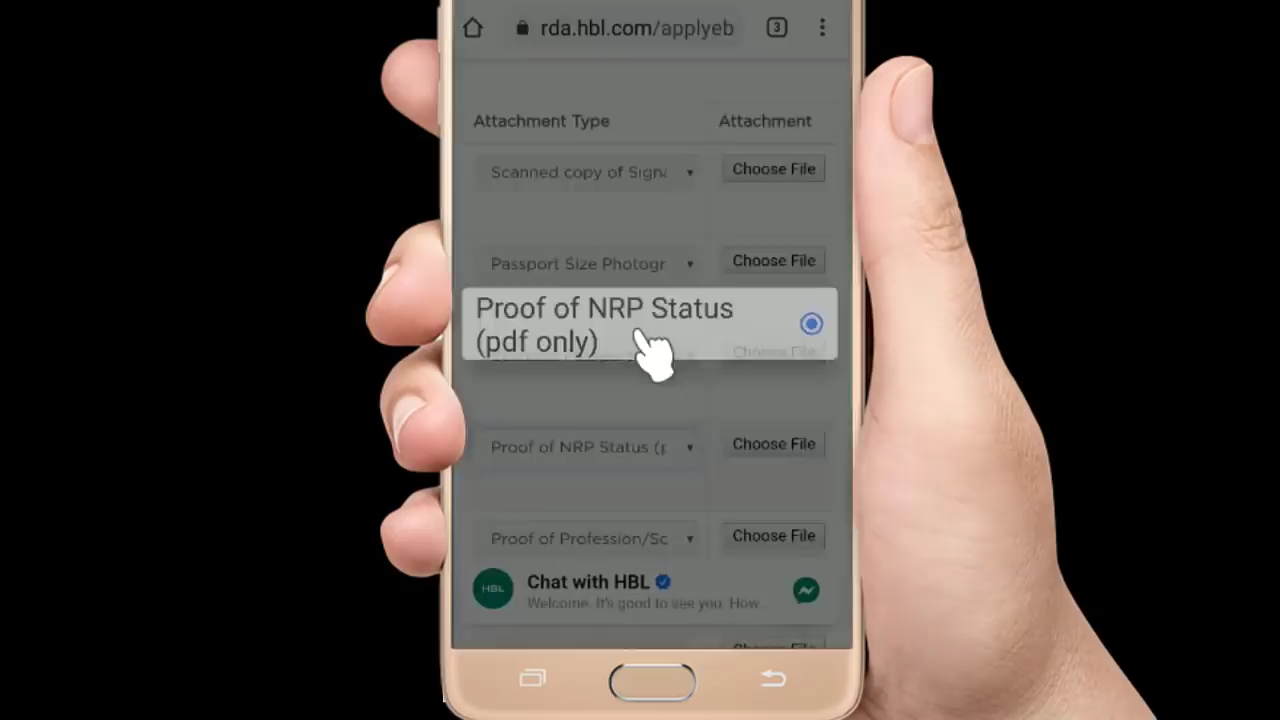 rda.hbl.com/applyeb
3
Attachment Type Attachment
Scanned copy of Sign Choose File
Passport Size Photogr Choose File
Proof of NRP Status
(pdf only)
Choose File
Proof of NRP Status (p Choose File
Proof of Profession/Sc Choose File
HBL Chat with HBL
Welcome. It's good to see you. How...